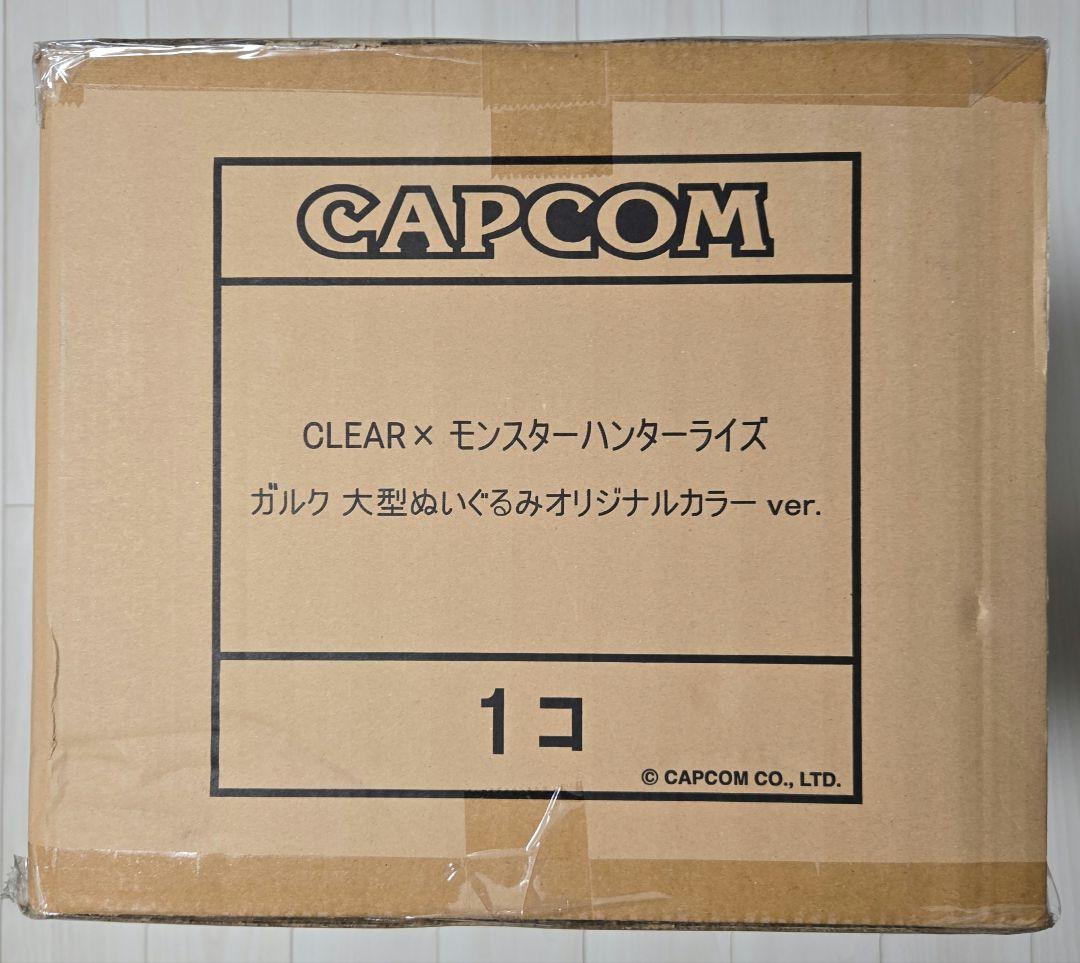 CAPCOM
CLEAR× モンスターハンターライズ
ガルク 大型ぬいぐるみオリジナルカラー ver.
1コ
© CAPCOM CO., LTD.